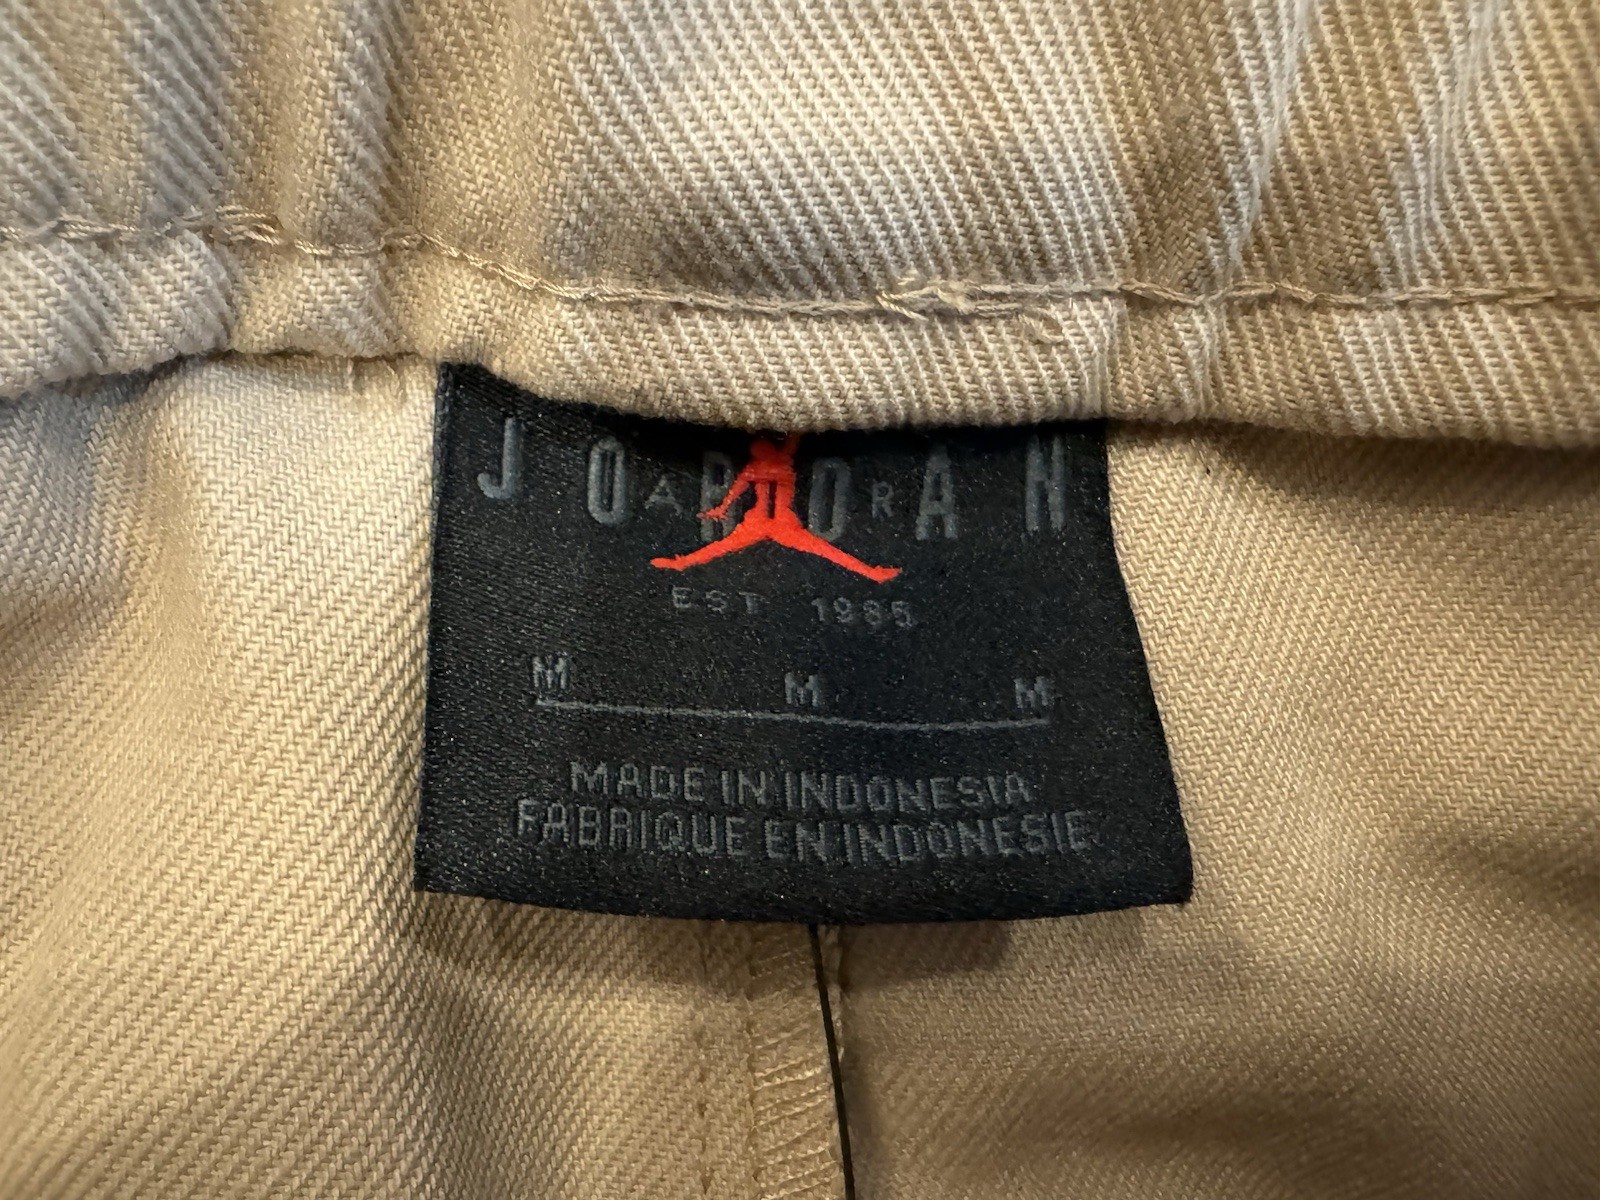 JORDAN
AIR
EST 1985
M M M
MADE IN INDONESIA
FABRIQUE EN INDONESIE